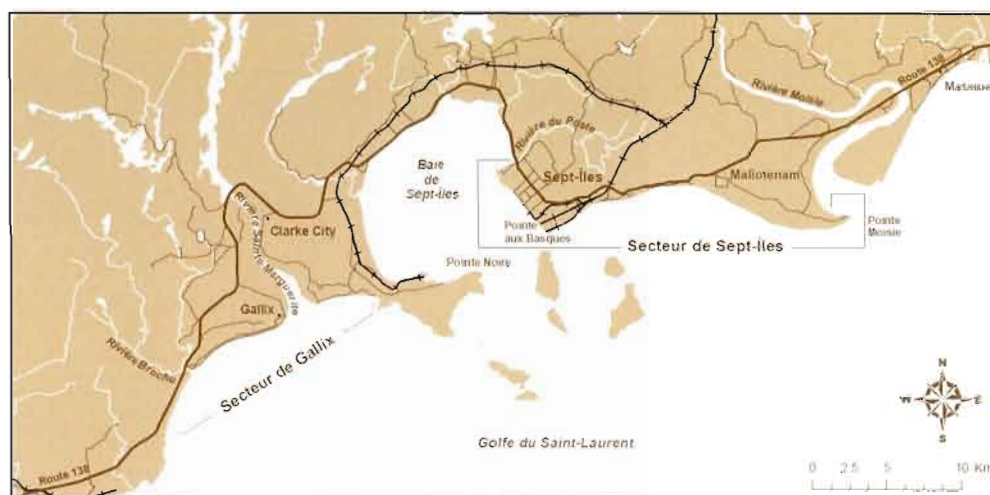 Route 138
Matamek
Rivière Moisie
Rivière du Poste
Baie
de
Sept-Îles
Sept-Îles
Maliotenam
Rivière Sainte-Marguerite
Clarke City
Pointe
aux Basques
Pointe
Moisie
Secteur de Sept-Îles
Pointe Noire
Gallix
Rivière Brochu
Secteur de Gallix
N
W
E
S
Golfe du Saint-Laurent
Route 138
0 2.5 5 10 Km